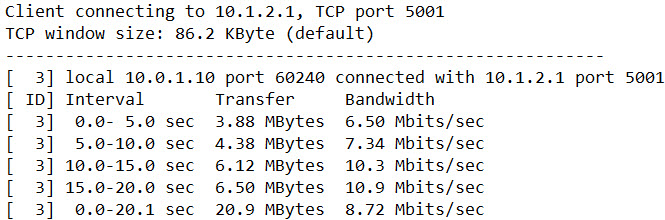 Client connecting to 10.1.2.1, TCP port 5001
TCP window size: 86.2 KByte (default)
------------------------------------------------------------
[  3] local 10.0.1.10 port 60240 connected with 10.1.2.1 port 5001
[ ID] Interval       Transfer     Bandwidth
[  3]  0.0- 5.0 sec  3.88 MBytes  6.50 Mbits/sec
[  3]  5.0-10.0 sec  4.38 MBytes  7.34 Mbits/sec
[  3] 10.0-15.0 sec  6.12 MBytes  10.3 Mbits/sec
[  3] 15.0-20.0 sec  6.50 MBytes  10.9 Mbits/sec
[  3]  0.0-20.1 sec  20.9 MBytes  8.72 Mbits/sec